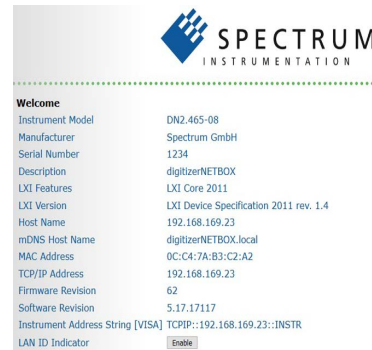 SPECTRUM
INSTRUMENTATION
Welcome
Instrument Model DN2.465-08
Manufacturer Spectrum GmbH
Serial Number 1234
Description digitizerNETBOX
LXI Features LXI Core 2011
LXI Version LXI Device Specification 2011 rev. 1.4
Host Name 192.168.169.23
mDNS Host Name digitizerNETBOX.local
MAC Address 0C:C4:7A:B3:C2:A2
TCP/IP Address 192.168.169.23
Firmware Revision 62
Software Revision 5.17.17117
Instrument Address String [VISA] TCPIP::192.168.169.23::INSTR
LAN ID Indicator Enable